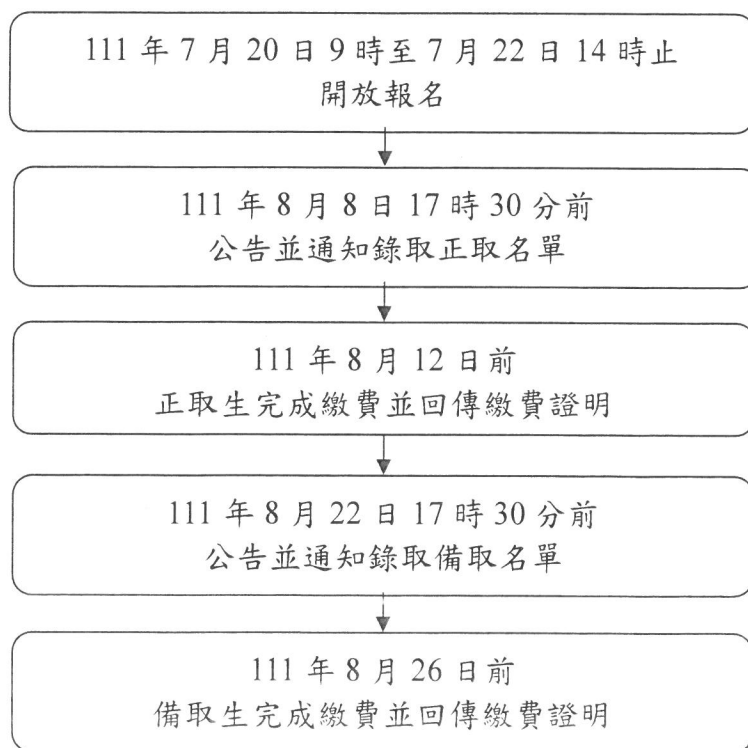 111 年 7 月 20 日 9 時至 7 月 22 日 14 時止
開放報名
111 年 8 月 8 日 17 時 30 分前
公告並通知錄取正取名單
111 年 8 月 12 日前
正取生完成繳費並回傳繳費證明
111 年 8 月 22 日 17 時 30 分前
公告並通知錄取備取名單
111 年 8 月 26 日前
備取生完成繳費並回傳繳費證明